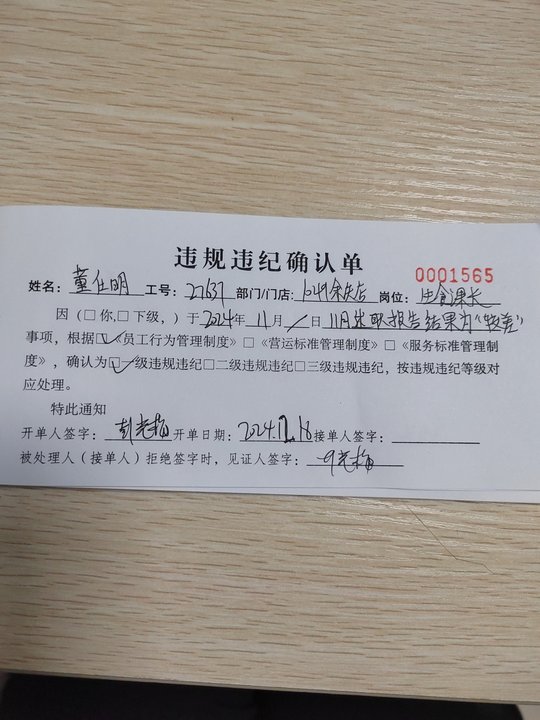 违规违纪确认单
0001565
姓名：董仕明 工号：27637 部门/门店：1041余庆店 岗位：生食课长
因（□你,□下级，）于2024年11月/日11月述职报告结果为“较差”
事项，根据☑《员工行为管理制度》□《营运标准管理制度》□《服务标准管理制
度》，确认为☑一级违规违纪□二级违规违纪□三级违规违纪，按违规违纪等级对
应处理。
特此通知
开单人签字：开单日期：2024.12.18接单人签字：
被处理人（接单人）拒绝签字时，见证人签字：